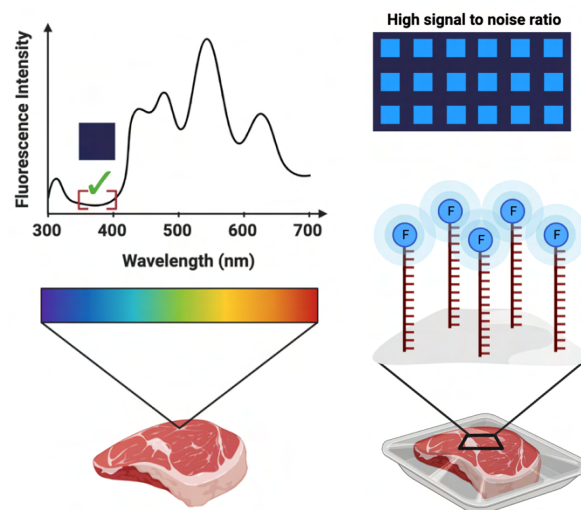 High signal to noise ratio
Fluorescence Intensity
300
400
500
600
700
Wavelength (nm)
F
F
F
F
F